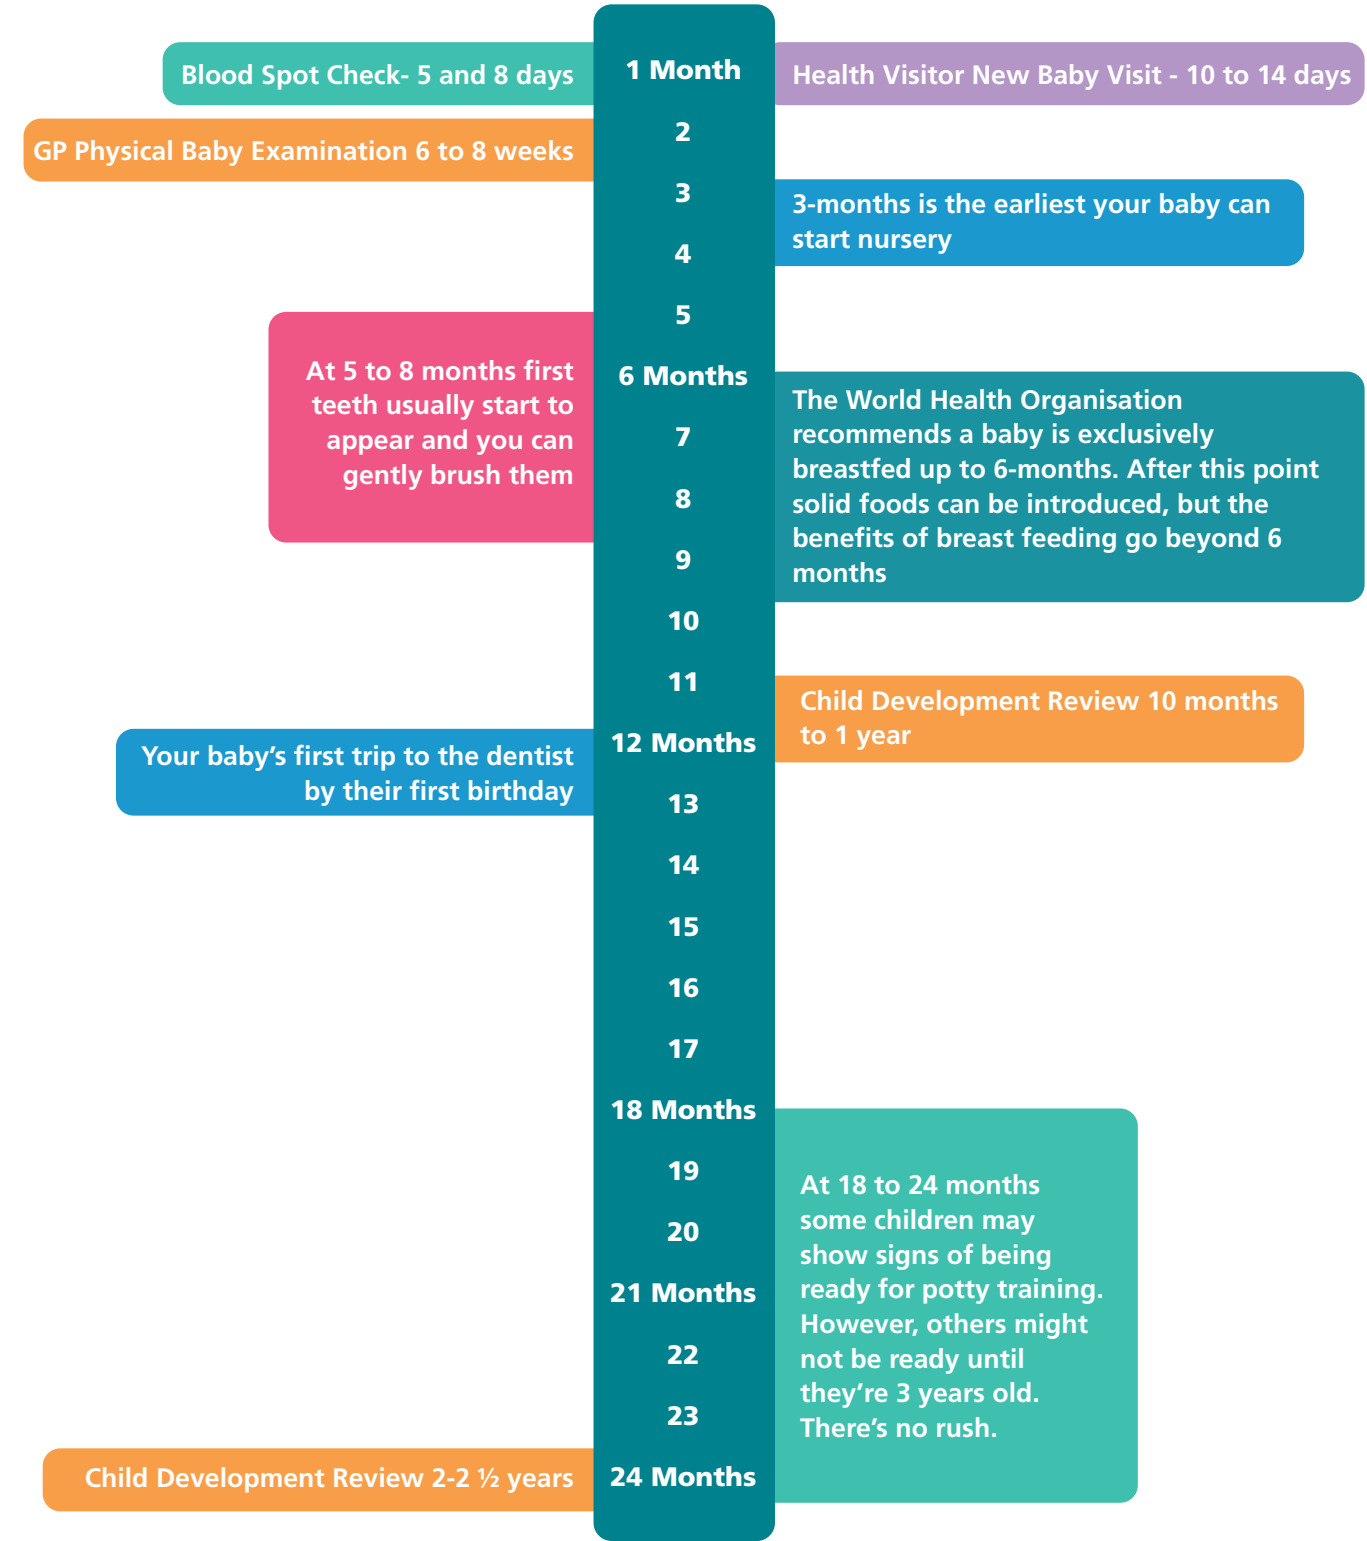 Blood Spot Check- 5 and 8 days
1 Month
Health Visitor New Baby Visit - 10 to 14 days
2
GP Physical Baby Examination 6 to 8 weeks
3
3-months is the earliest your baby can
start nursery
4
5
At 5 to 8 months first
teeth usually start to
appear and you can
gently brush them
6 Months
The World Health Organisation
recommends a baby is exclusively
breastfed up to 6-months. After this point
solid foods can be introduced, but the
benefits of breast feeding go beyond 6
months
7
8
9
10
11
Child Development Review 10 months
to 1 year
12 Months
Your baby's first trip to the dentist
by their first birthday
13
14
15
16
17
18 Months
At 18 to 24 months
some children may
show signs of being
ready for potty training.
However, others might
not be ready until
they're 3 years old.
There's no rush.
19
20
21 Months
22
23
Child Development Review 2-2 ½ years
24 Months